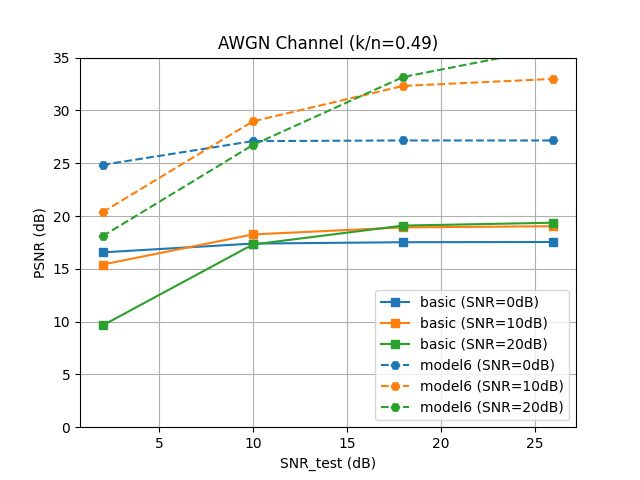 AWGN Channel (k/n=0.49)
PSNR (dB)
35
30
25
20
15
10
5
0
5
10
15
20
25
SNR_test (dB)
basic (SNR=0dB)
basic (SNR=10dB)
basic (SNR=20dB)
model6 (SNR=0dB)
model6 (SNR=10dB)
model6 (SNR=20dB)